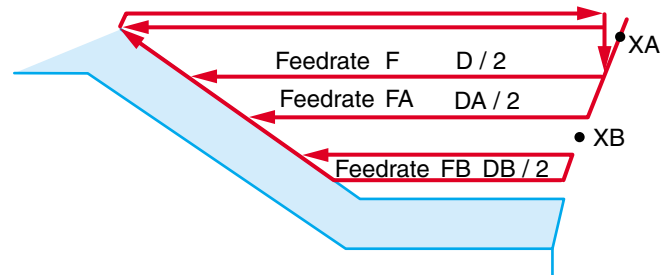 XA
Feedrate F D / 2
Feedrate FA DA / 2
XB
Feedrate FB DB / 2